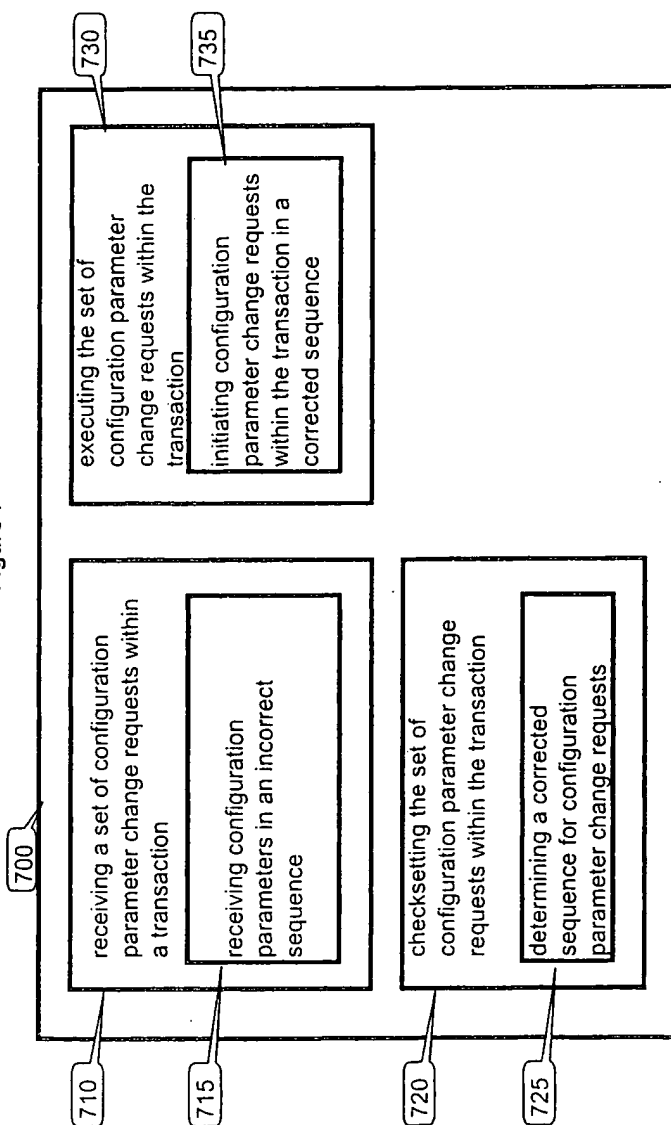 700
710
receiving a set of configuration
parameter change requests within
a transaction
715
receiving configuration
parameters in an incorrect
sequence
720
checksetting the set of
configuration parameter change
requests within the transaction
725
determining a corrected
sequence for configuration
parameter change requests
730
executing the set of
configuration parameter
change requests within the
transaction
735
initiating configuration
parameter change requests
within the transaction in a
corrected sequence